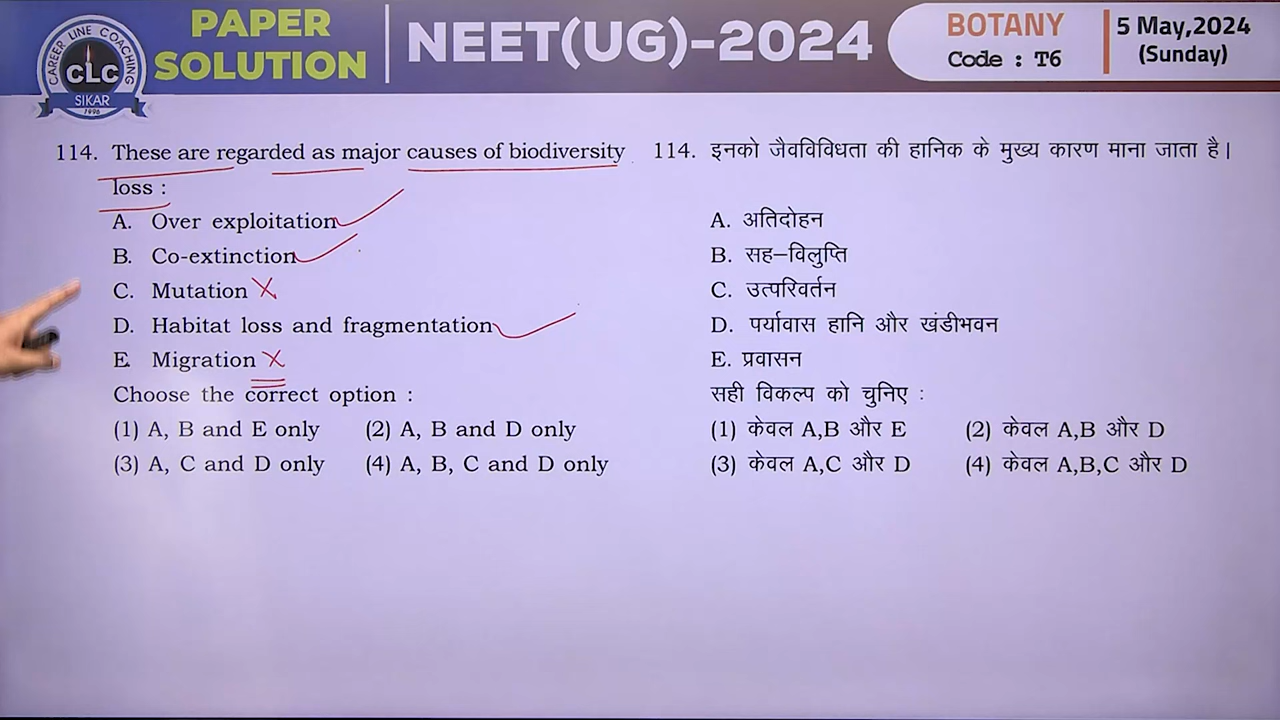 CAREER LINE COACHING
CLC
SIKAR
1996
PAPER
SOLUTION
NEET(UG)-2024
BOTANY
Code : T6
5 May,2024
(Sunday)
114. These are regarded as major causes of biodiversity
loss :
A. Over exploitation
B. Co-extinction
C. Mutation
D. Habitat loss and fragmentation
E. Migration
Choose the correct option :
(1) A, B and E only (2) A, B and D only
(3) A, C and D only (4) A, B, C and D only
114. इनको जैवविविधता की हानिक के मुख्य कारण माना जाता है।
A. अतिदोहन
B. सह–विलुप्ति
C. उत्परिवर्तन
D. पर्यावास हानि और खंडीभवन
E. प्रवासन
सही विकल्प को चुनिए :
(1) केवल A,B और E (2) केवल A,B और D
(3) केवल A,C और D (4) केवल A,B,C और D